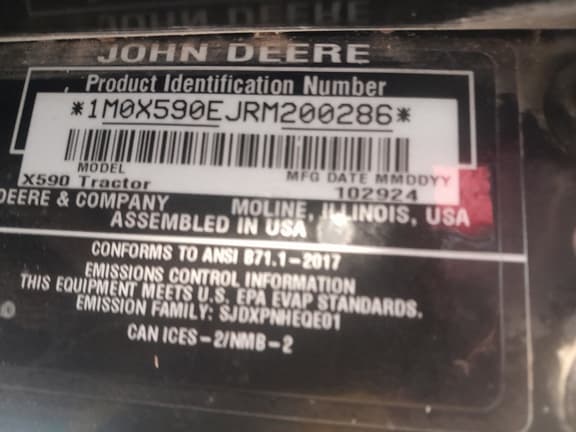 JOHN DEERE
Product Identification Number
*1M0X590EJRM200286*
MODEL MFG DATE MMDDYY
X590 Tractor 102924
DEERE & COMPANY MOLINE, ILLINOIS, USA
ASSEMBLED IN USA
CONFORMS TO ANSI B71.1-2017
EMISSIONS CONTROL INFORMATION
THIS EQUIPMENT MEETS U.S. EPA EVAP STANDARDS.
EMISSION FAMILY: SJDXPNHEQE01
CAN ICES-2/NMB-2